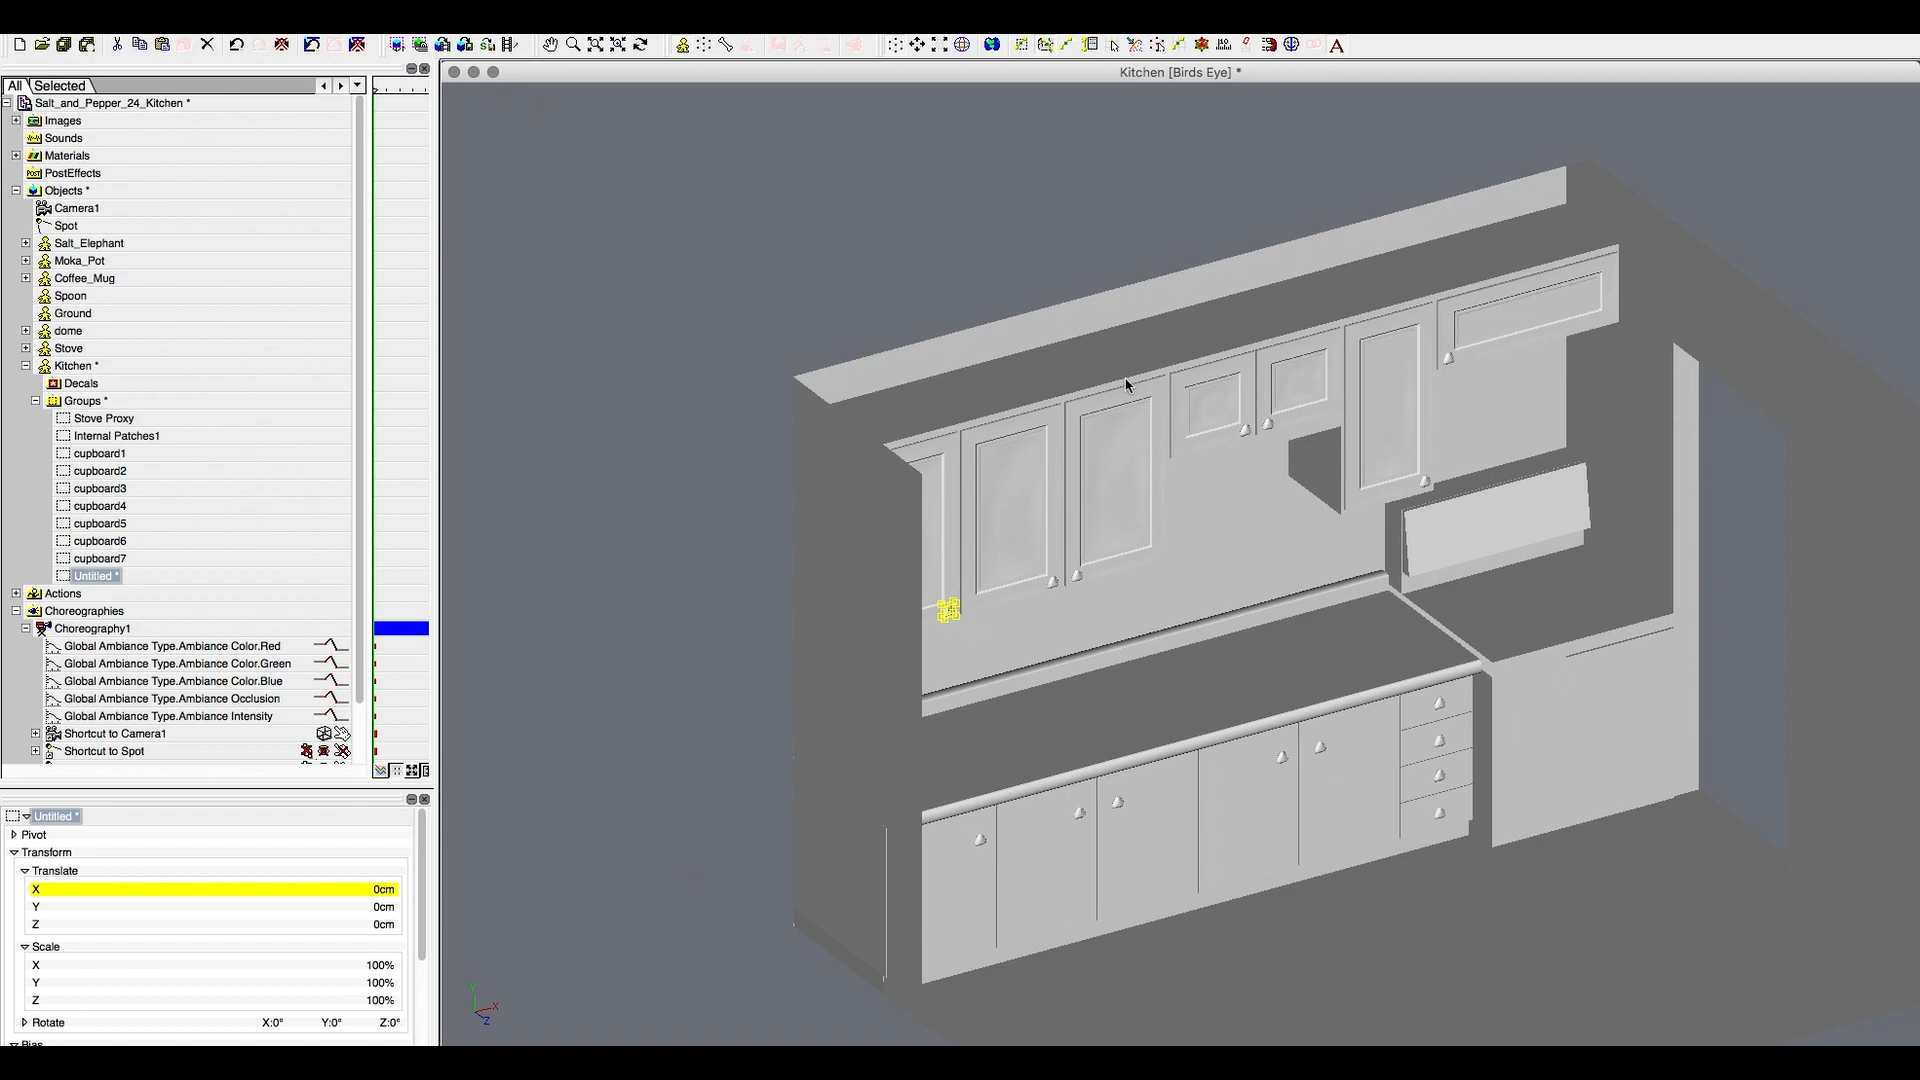 Kitchen [Birds Eye] *
All
Selected
Salt_and_Pepper_24_Kitchen *
Images
Sounds
Materials
PostEffects
Objects *
Camera1
Spot
Salt_Elephant
Moka_Pot
Coffee_Mug
Spoon
Ground
dome
Stove
Kitchen *
Decals
Groups *
Stove Proxy
Internal Patches1
cupboard1
cupboard2
cupboard3
cupboard4
cupboard5
cupboard6
cupboard7
Untitled *
Actions
Choreographies
Choreography1
Global Ambiance Type.Ambiance Color.Red
Global Ambiance Type.Ambiance Color.Green
Global Ambiance Type.Ambiance Color.Blue
Global Ambiance Type.Ambiance Occlusion
Global Ambiance Type.Ambiance Intensity
Shortcut to Camera1
Shortcut to Spot
Untitled *
Pivot
Transform
Translate
X 0cm
Y 0cm
Z 0cm
Scale
X 100%
Y 100%
Z 100%
Rotate X:0° Y:0° Z:0°
Bias
Y
X
Z